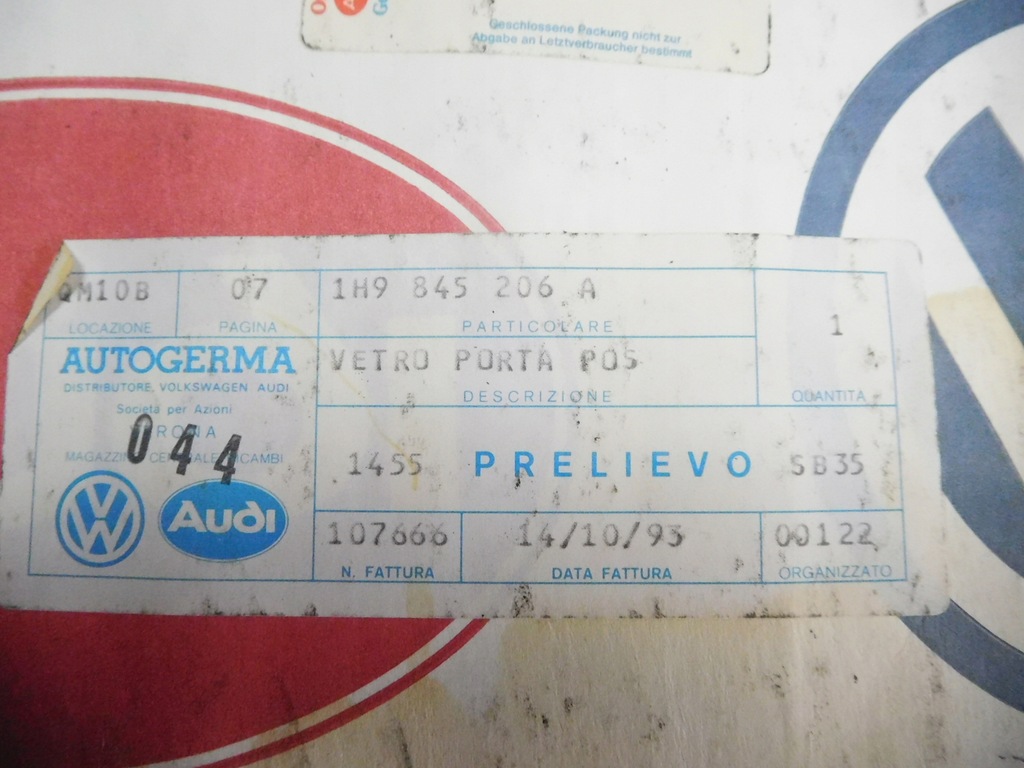 Geschlossene Packung nicht zur
Abgabe an Letztverbraucher bestimmt
QM10B 07 1H9 845 206 A 1
LOCAZIONE PAGINA PARTICOLARE
AUTOGERMA VETRO PORTA POS
DISTRIBUTORE VOLKSWAGEN AUDI DESCRIZIONE QUANTITA
Società per Azioni
044
1455 PRELIEVO SB35
Audi
107666 14/10/93 00122
N. FATTURA DATA FATTURA ORGANIZZATO